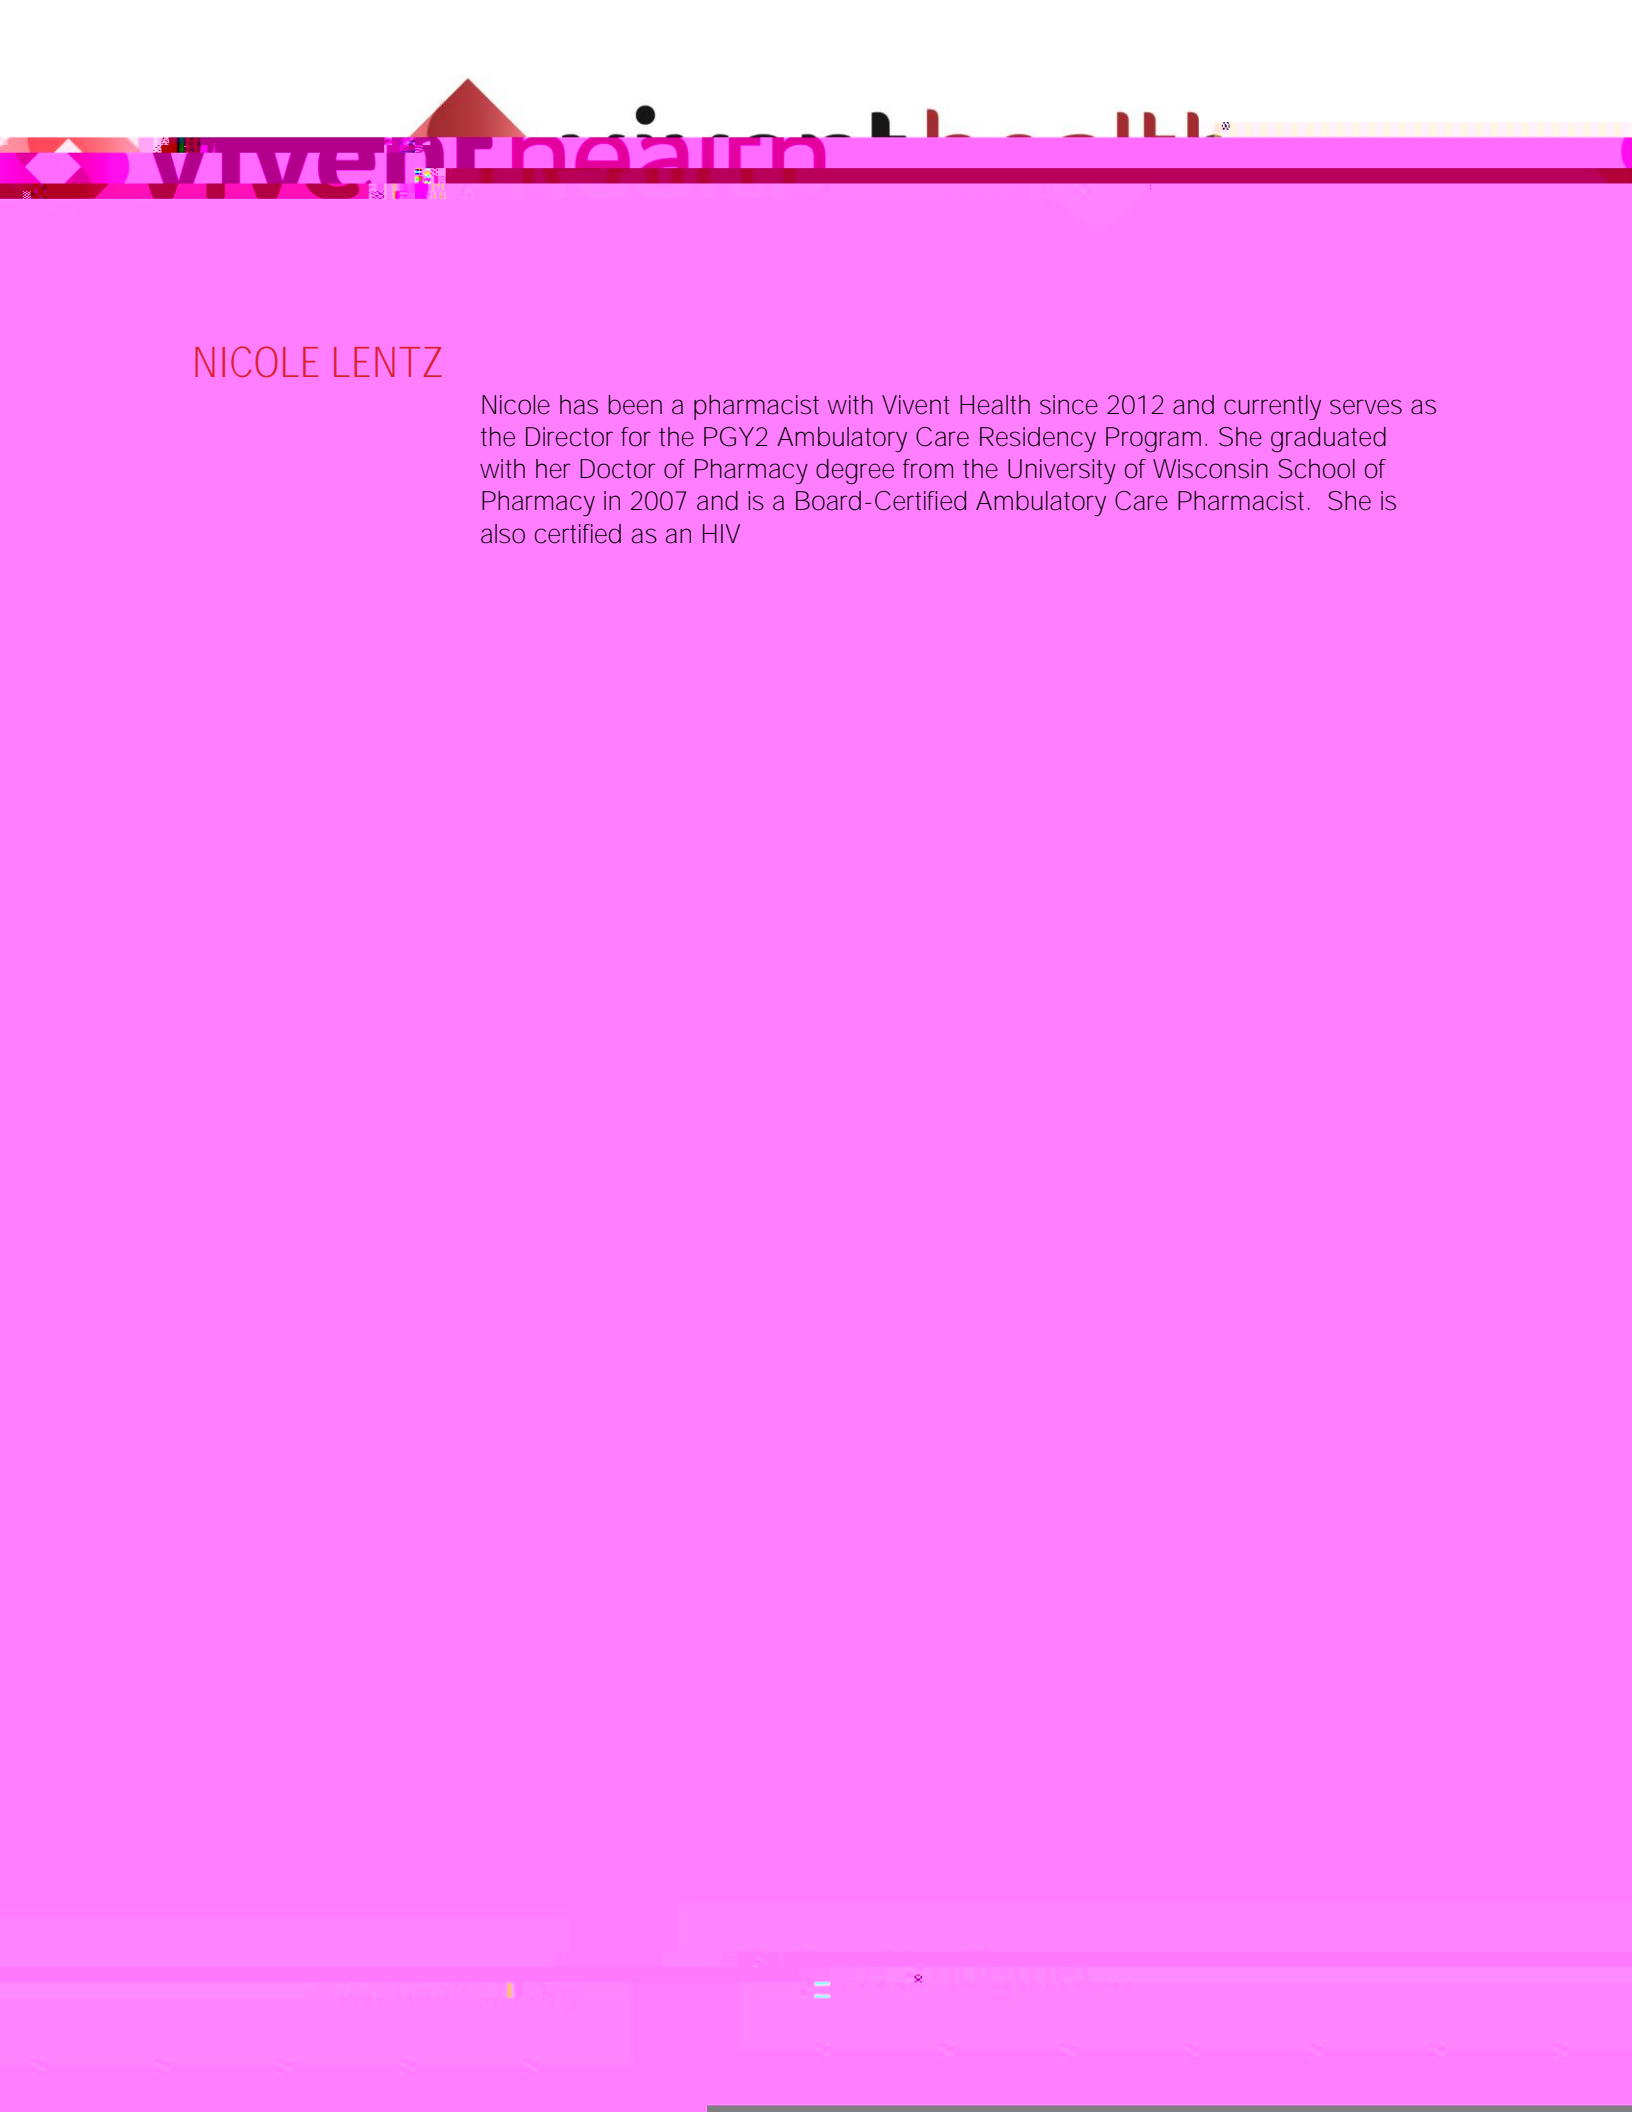 vivent health
NICOLE LENTZ
Nicole has been a pharmacist with Vivent Health since 2012 and currently serves as
the Director for the PGY2 Ambulatory Care Residency Program. She graduated
with her Doctor of Pharmacy degree from the University of Wisconsin School of
Pharmacy in 2007 and is a Board-Certified Ambulatory Care Pharmacist.  She is
also certified as an HIV